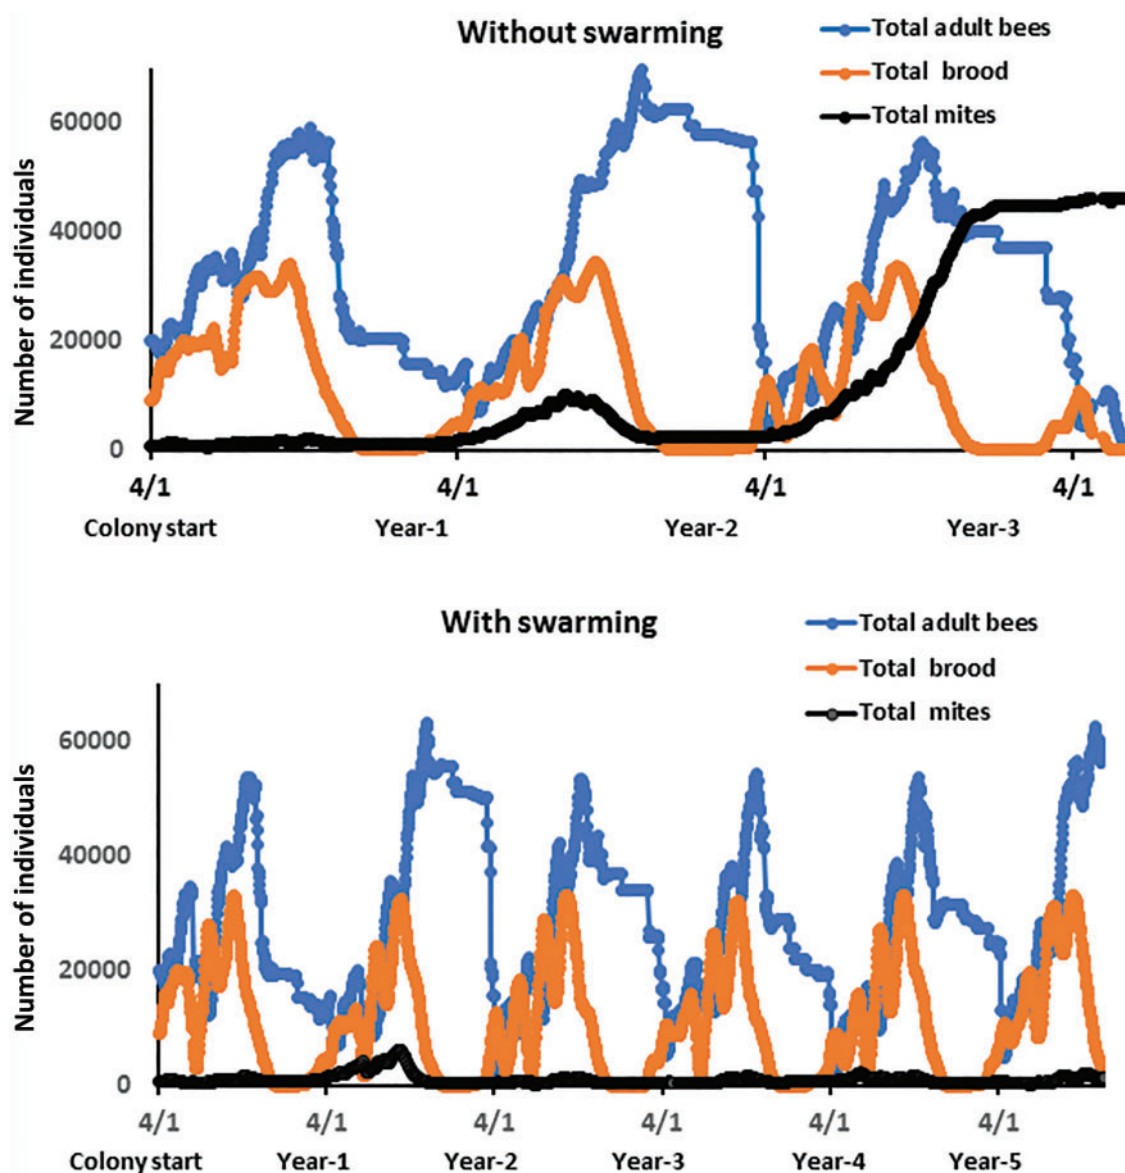 Without swarming
Total adult bees
Total brood
Total mites
Number of individuals
60000
40000
20000
0
4/1 4/1 4/1 4/1
Colony start Year-1 Year-2 Year-3
With swarming
Total adult bees
Total brood
Total mites
Number of individuals
60000
40000
20000
0
4/1 4/1 4/1 4/1 4/1 4/1
Colony start Year-1 Year-2 Year-3 Year-4 Year-5